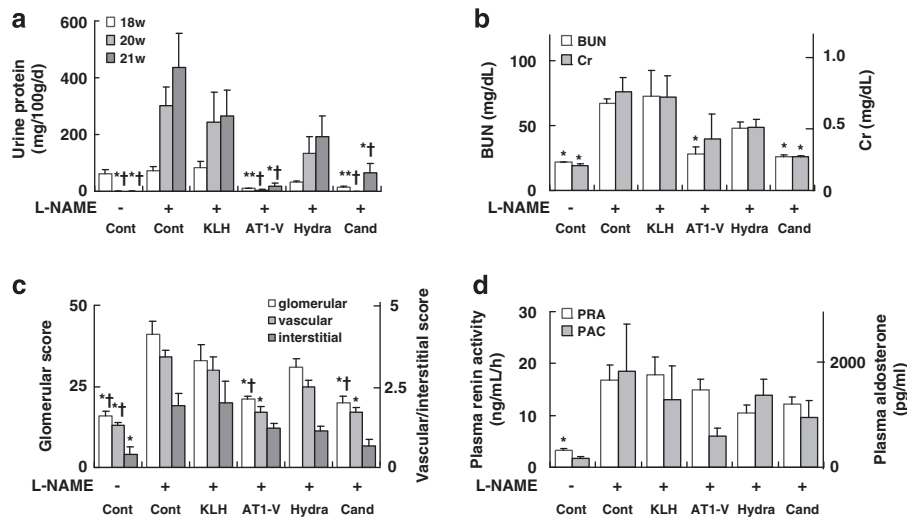 a
600
400
200
0
Urine protein
(mg/100g/d)
18w
20w
21w
*† *†
**† *†
**† *†
L-NAME - + + + + +
Cont Cont KLH AT1-V Hydra Cand
b
100
50
0
BUN (mg/dL)
BUN
Cr
1.0
0.5
0
Cr (mg/dL)
* * * * *
L-NAME - + + + + +
Cont Cont KLH AT1-V Hydra Cand
c
50
25
0
Glomerular score
glomerular
vascular
interstitial
5
2.5
0
Vascular/interstitial score
*† *† * *† * *† *
L-NAME - + + + + +
Cont Cont KLH AT1-V Hydra Cand
d
30
20
10
0
Plasma renin activity
(ng/mL/h)
PRA
PAC
2000
0
Plasma aldosterone
(pg/ml)
*
L-NAME - + + + + +
Cont Cont KLH AT1-V Hydra Cand